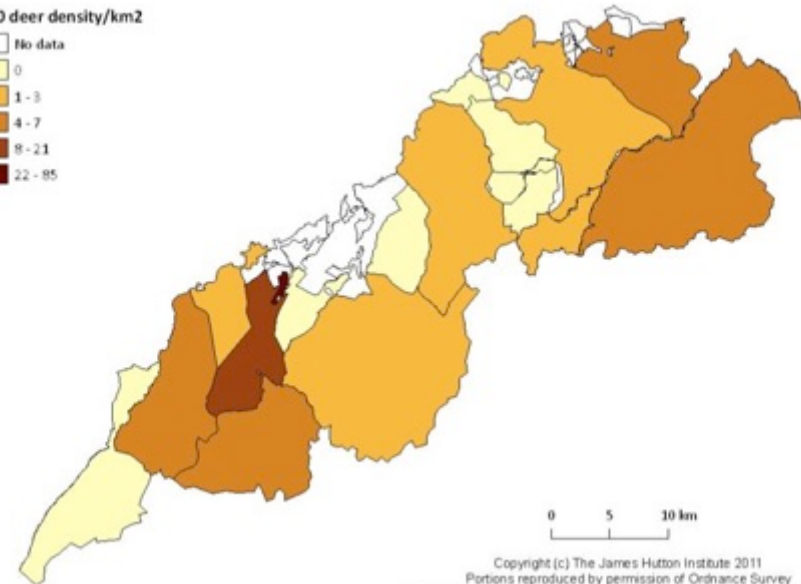 deer density/km2
No data
0
1 - 3
4 - 7
8 - 21
22 - 85
0 5 10 km
Copyright (c) The James Hutton Institute 2011
Portions reproduced by permission of Ordnance Survey